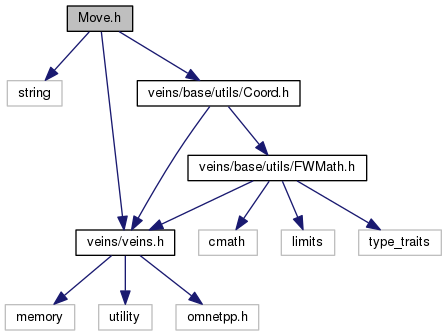 Move.h
string
veins/base/utils/Coord.h
veins/base/utils/FWMath.h
veins/veins.h
cmath
limits
type_traits
memory
utility
omnetpp.h